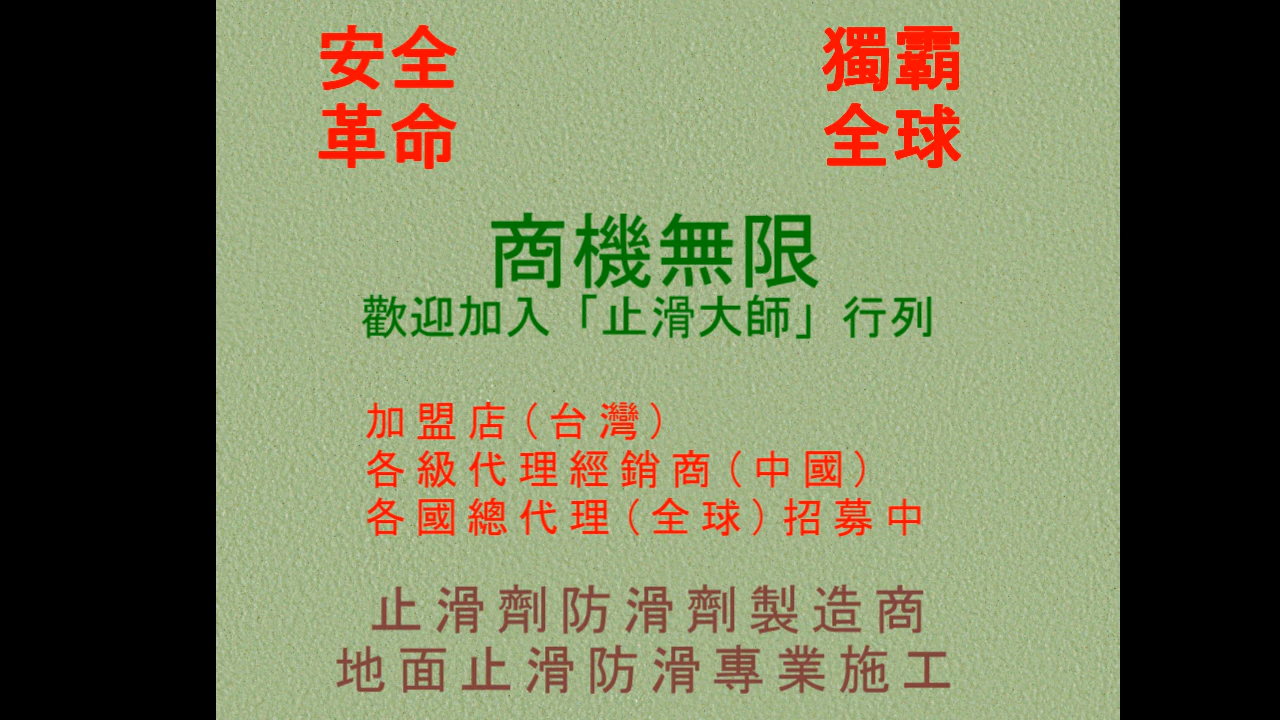 安全
革命
獨霸
全球
商機無限
歡迎加入「止滑大師」行列
加盟店(台灣)
各級代理經銷商(中國)
各國總代理(全球)招募中
止滑劑防滑劑製造商
地面止滑防滑專業施工